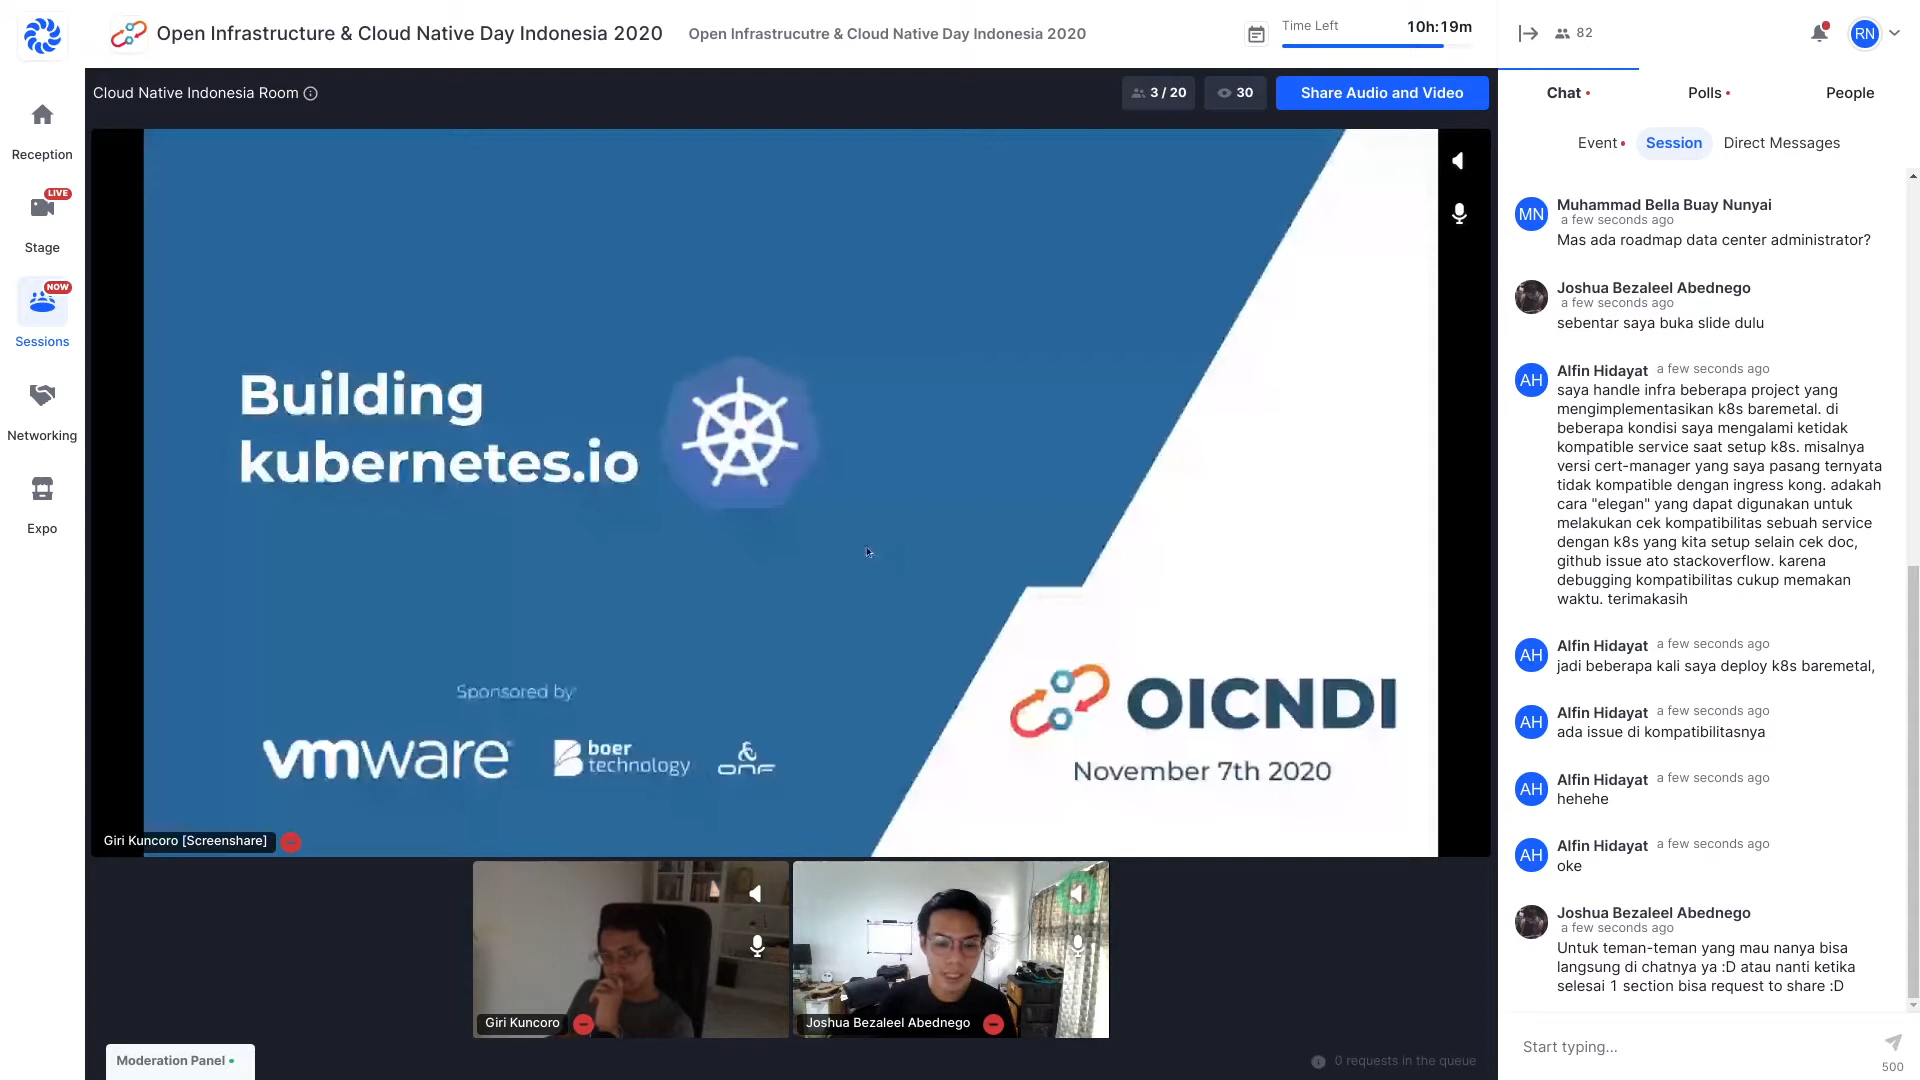 Open Infrastructure & Cloud Native Day Indonesia 2020
Open Infrastrucutre & Cloud Native Day Indonesia 2020
Time Left
10h:19m
82
RN
Reception
LIVE
Stage
NOW
Sessions
Networking
Expo
Cloud Native Indonesia Room
3 / 20
30
Share Audio and Video
Building
kubernetes.io
Sponsored by
vmware
boer
technology
onf
OICNDI
November 7th 2020
Giri Kuncoro [Screenshare]
Giri Kuncoro
Joshua Bezaleel Abednego
Moderation Panel
0 requests in the queue
Chat
Polls
People
Event
Session
Direct Messages
MN
Muhammad Bella Buay Nunyai
a few seconds ago
Mas ada roadmap data center administrator?
Joshua Bezaleel Abednego
a few seconds ago
sebentar saya buka slide dulu
AH
Alfin Hidayat a few seconds ago
saya handle infra beberapa project yang
mengimplementasikan k8s baremetal. di
beberapa kondisi saya mengalami ketidak
kompatible service saat setup k8s. misalnya
versi cert-manager yang saya pasang ternyata
tidak kompatible dengan ingress kong. adakah
cara "elegan" yang dapat digunakan untuk
melakukan cek kompatibilitas sebuah service
dengan k8s yang kita setup selain cek doc,
github issue ato stackoverflow. karena
debugging kompatibilitas cukup memakan
waktu. terimakasih
AH
Alfin Hidayat a few seconds ago
jadi beberapa kali saya deploy k8s baremetal,
AH
Alfin Hidayat a few seconds ago
ada issue di kompatibilitasnya
AH
Alfin Hidayat a few seconds ago
hehehe
AH
Alfin Hidayat a few seconds ago
oke
Joshua Bezaleel Abednego
a few seconds ago
Untuk teman-teman yang mau nanya bisa
langsung di chatnya ya :D atau nanti ketika
selesai 1 section bisa request to share :D
Start typing...
500